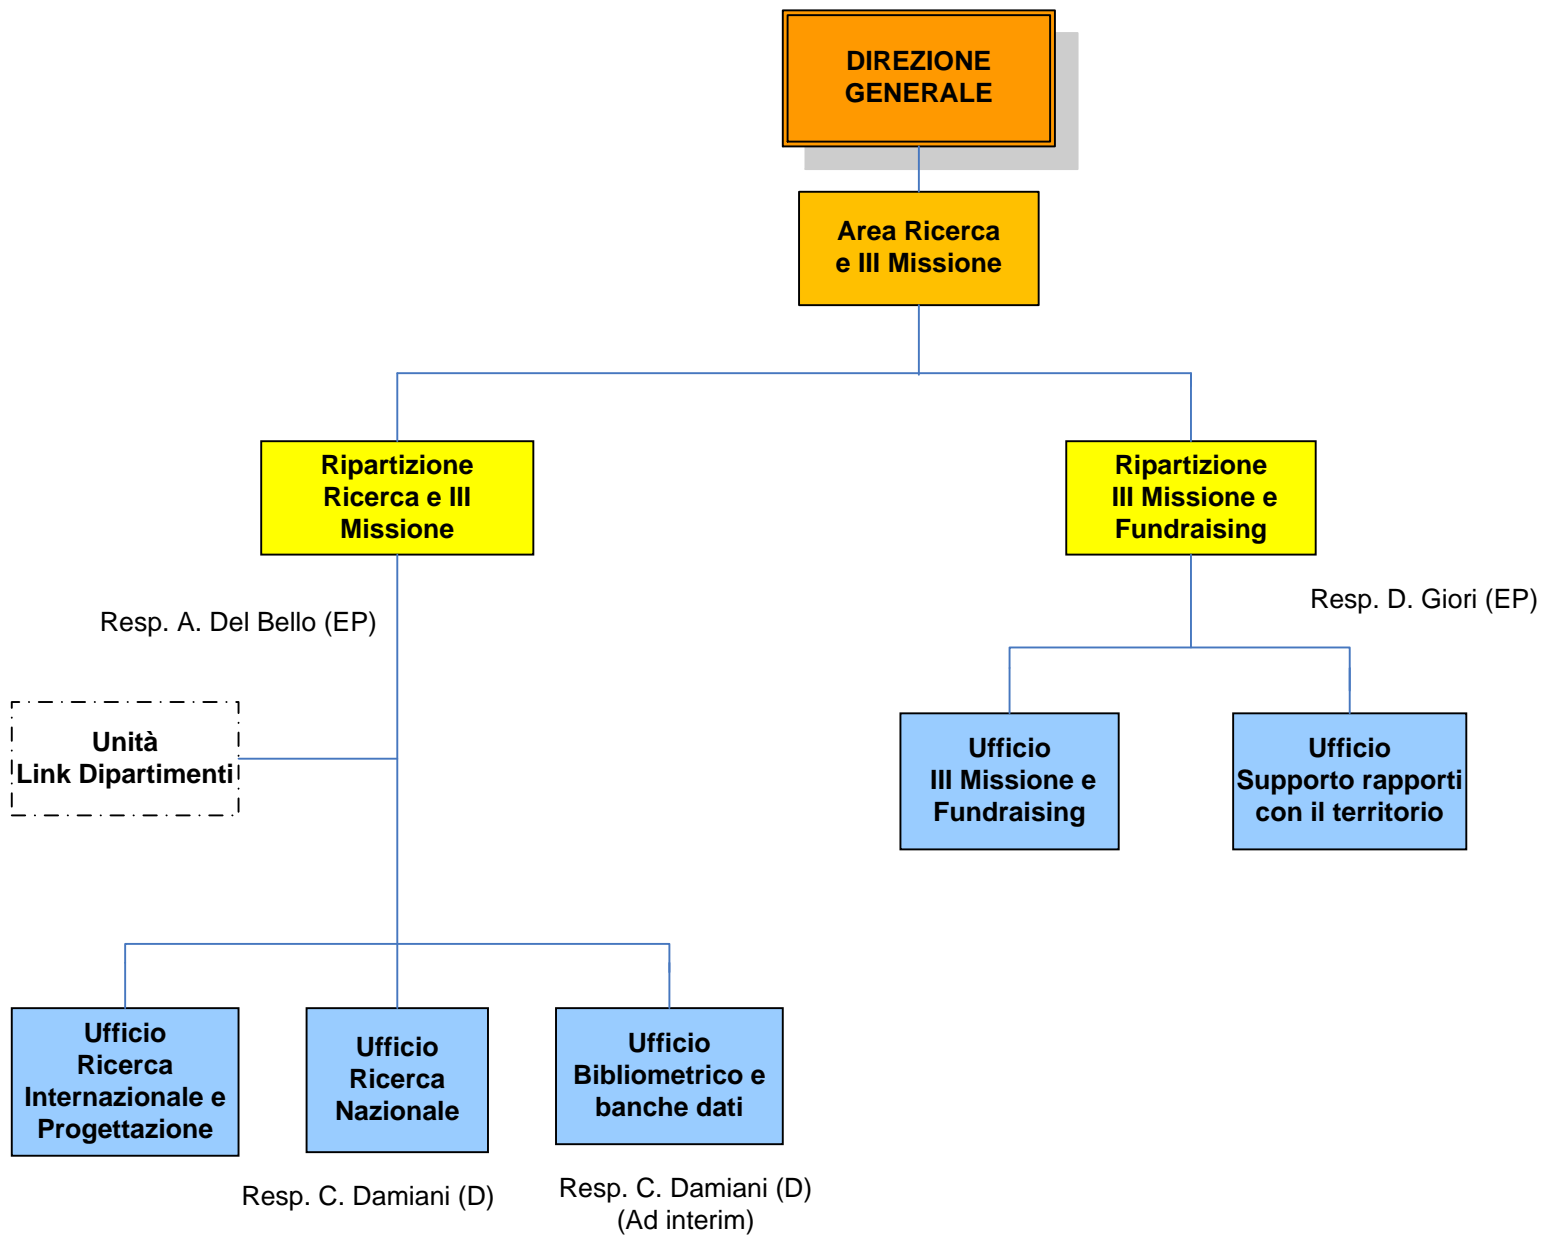 DIREZIONE
GENERALE
Area Ricerca
e III Missione
Ripartizione
Ricerca e III
Missione
Ripartizione
III Missione e
Fundraising
Resp. A. Del Bello (EP)
Resp. D. Giori (EP)
Unità
Link Dipartimenti
Ufficio
III Missione e
Fundraising
Ufficio
Supporto rapporti
con il territorio
Ufficio
Ricerca
Internazionale e
Progettazione
Ufficio
Ricerca
Nazionale
Ufficio
Bibliometrico e
banche dati
Resp. C. Damiani (D)
Resp. C. Damiani (D)
(Ad interim)